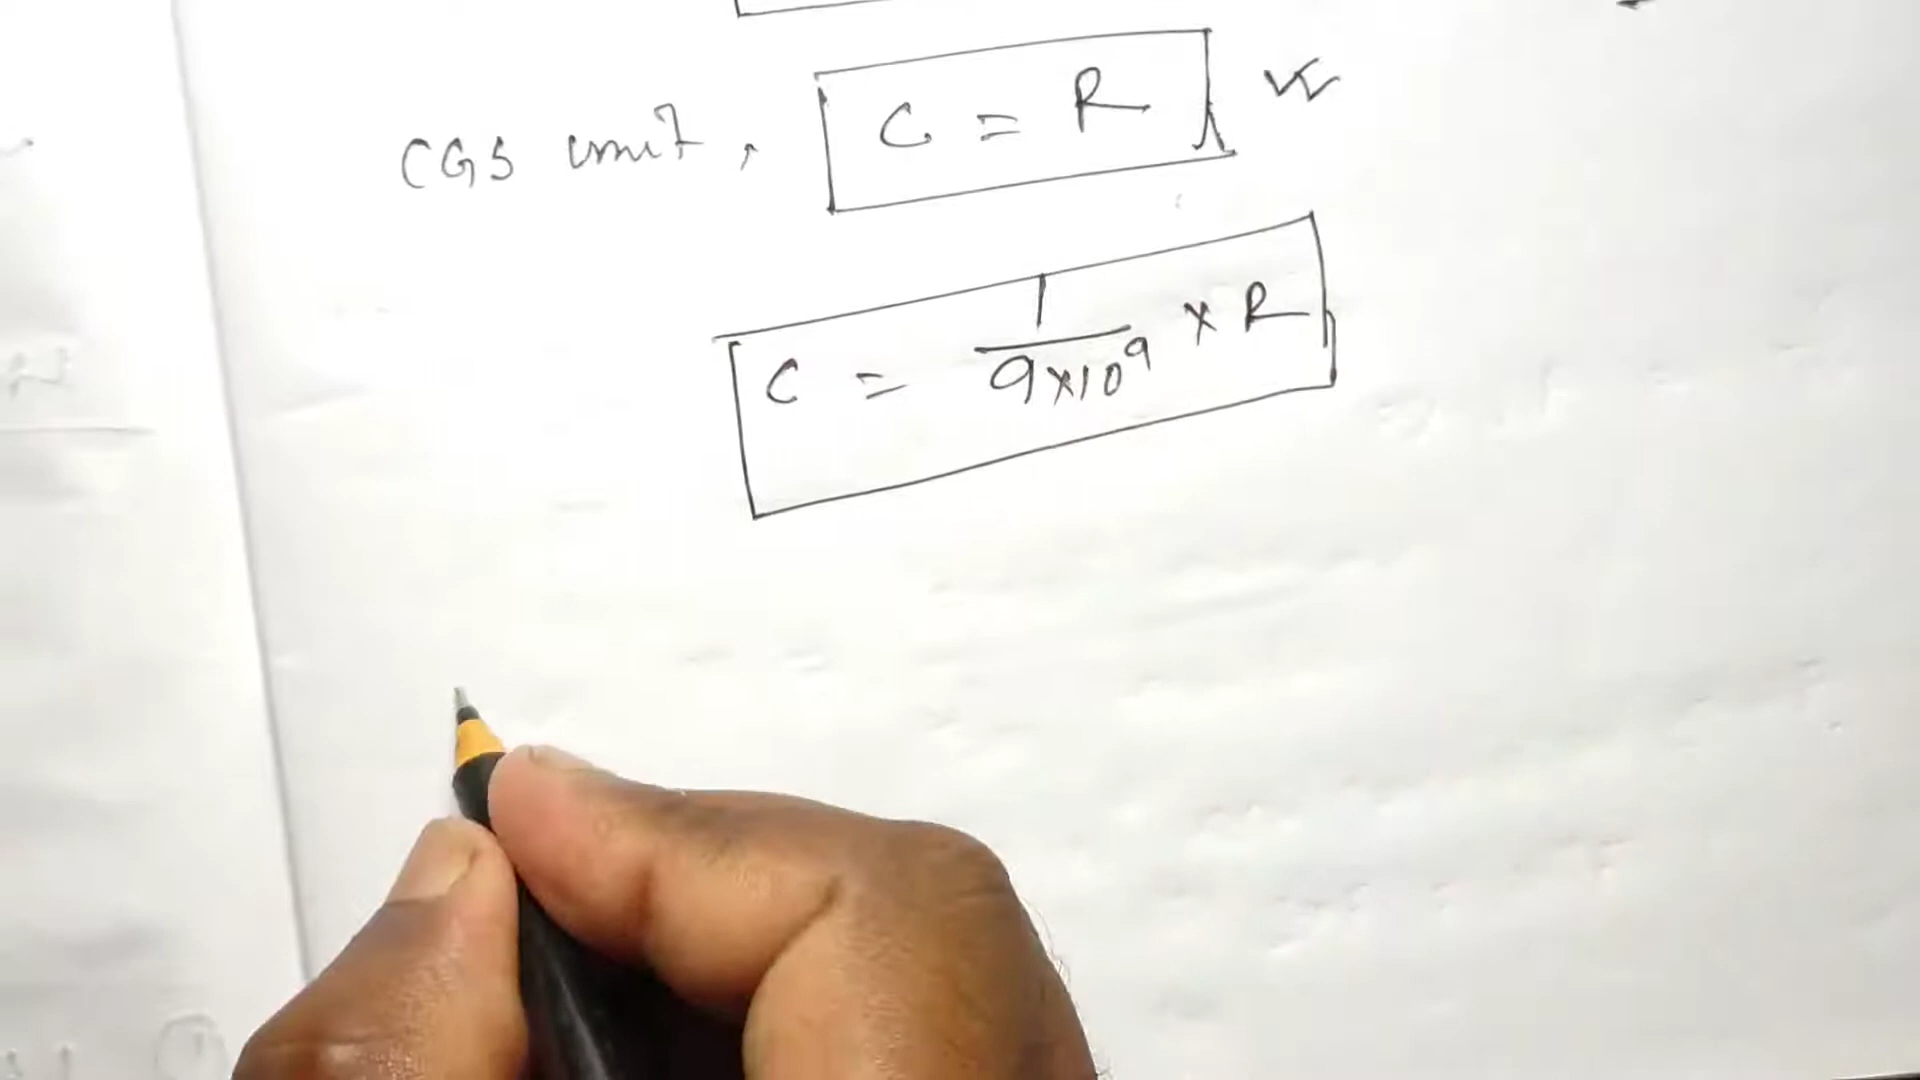 CGS unit, C = R
C = 1/9×10⁹ × R